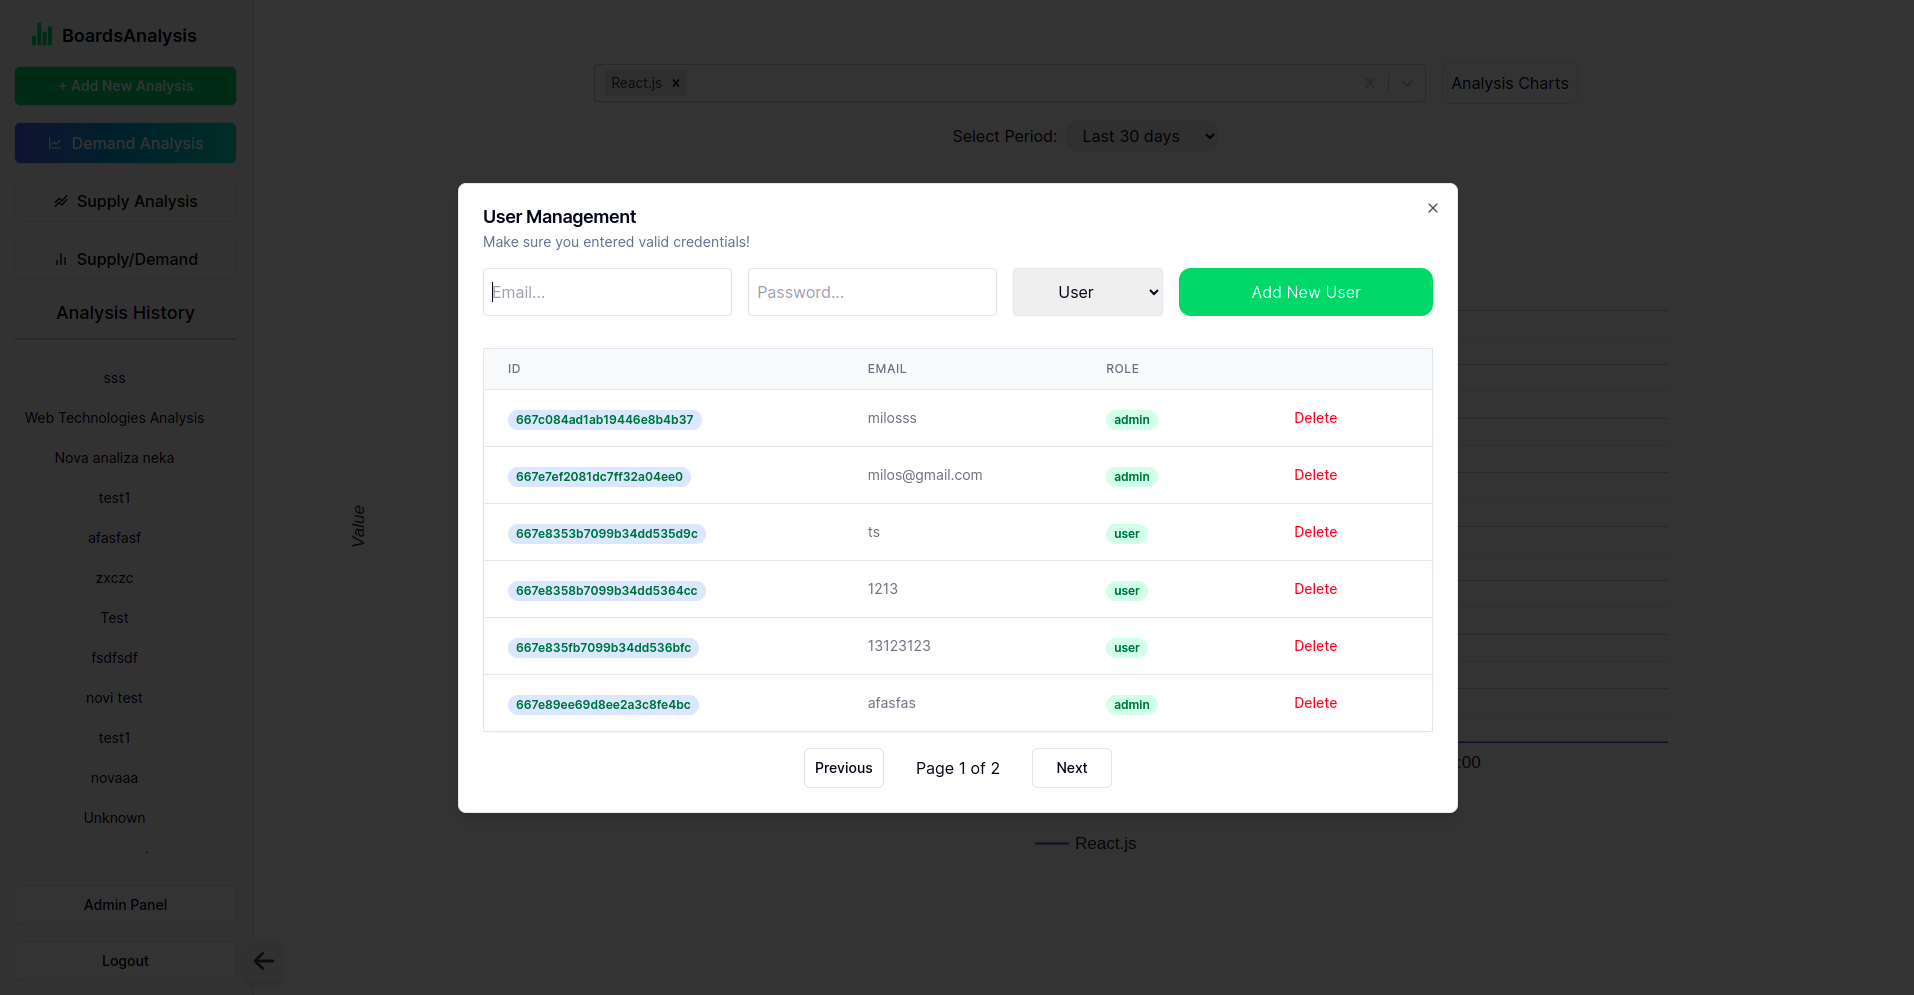 BoardsAnalysis
+ Add New Analysis
Demand Analysis
Supply Analysis
Supply/Demand
Analysis History
sss
Web Technologies Analysis
Nova analiza neka
test1
afasfasf
zxczc
Test
fsdfsdf
novi test
test1
novaaa
Unknown
Admin Panel
Logout
React.js
Analysis Charts
Select Period: Last 30 days
Value
User Management
Make sure you entered valid credentials!
Email... Password... User Add New User
ID EMAIL ROLE
667c084ad1ab19446e8b4b37 milosss admin Delete
667e7ef2081dc7ff32a04ee0 milos@gmail.com admin Delete
667e8353b7099b34dd535d9c ts user Delete
667e8358b7099b34dd5364cc 1213 user Delete
667e835fb7099b34dd536bfc 13123123 user Delete
667e89ee69d8ee2a3c8fe4bc afasfas admin Delete
Previous Page 1 of 2 Next
:00
React.js